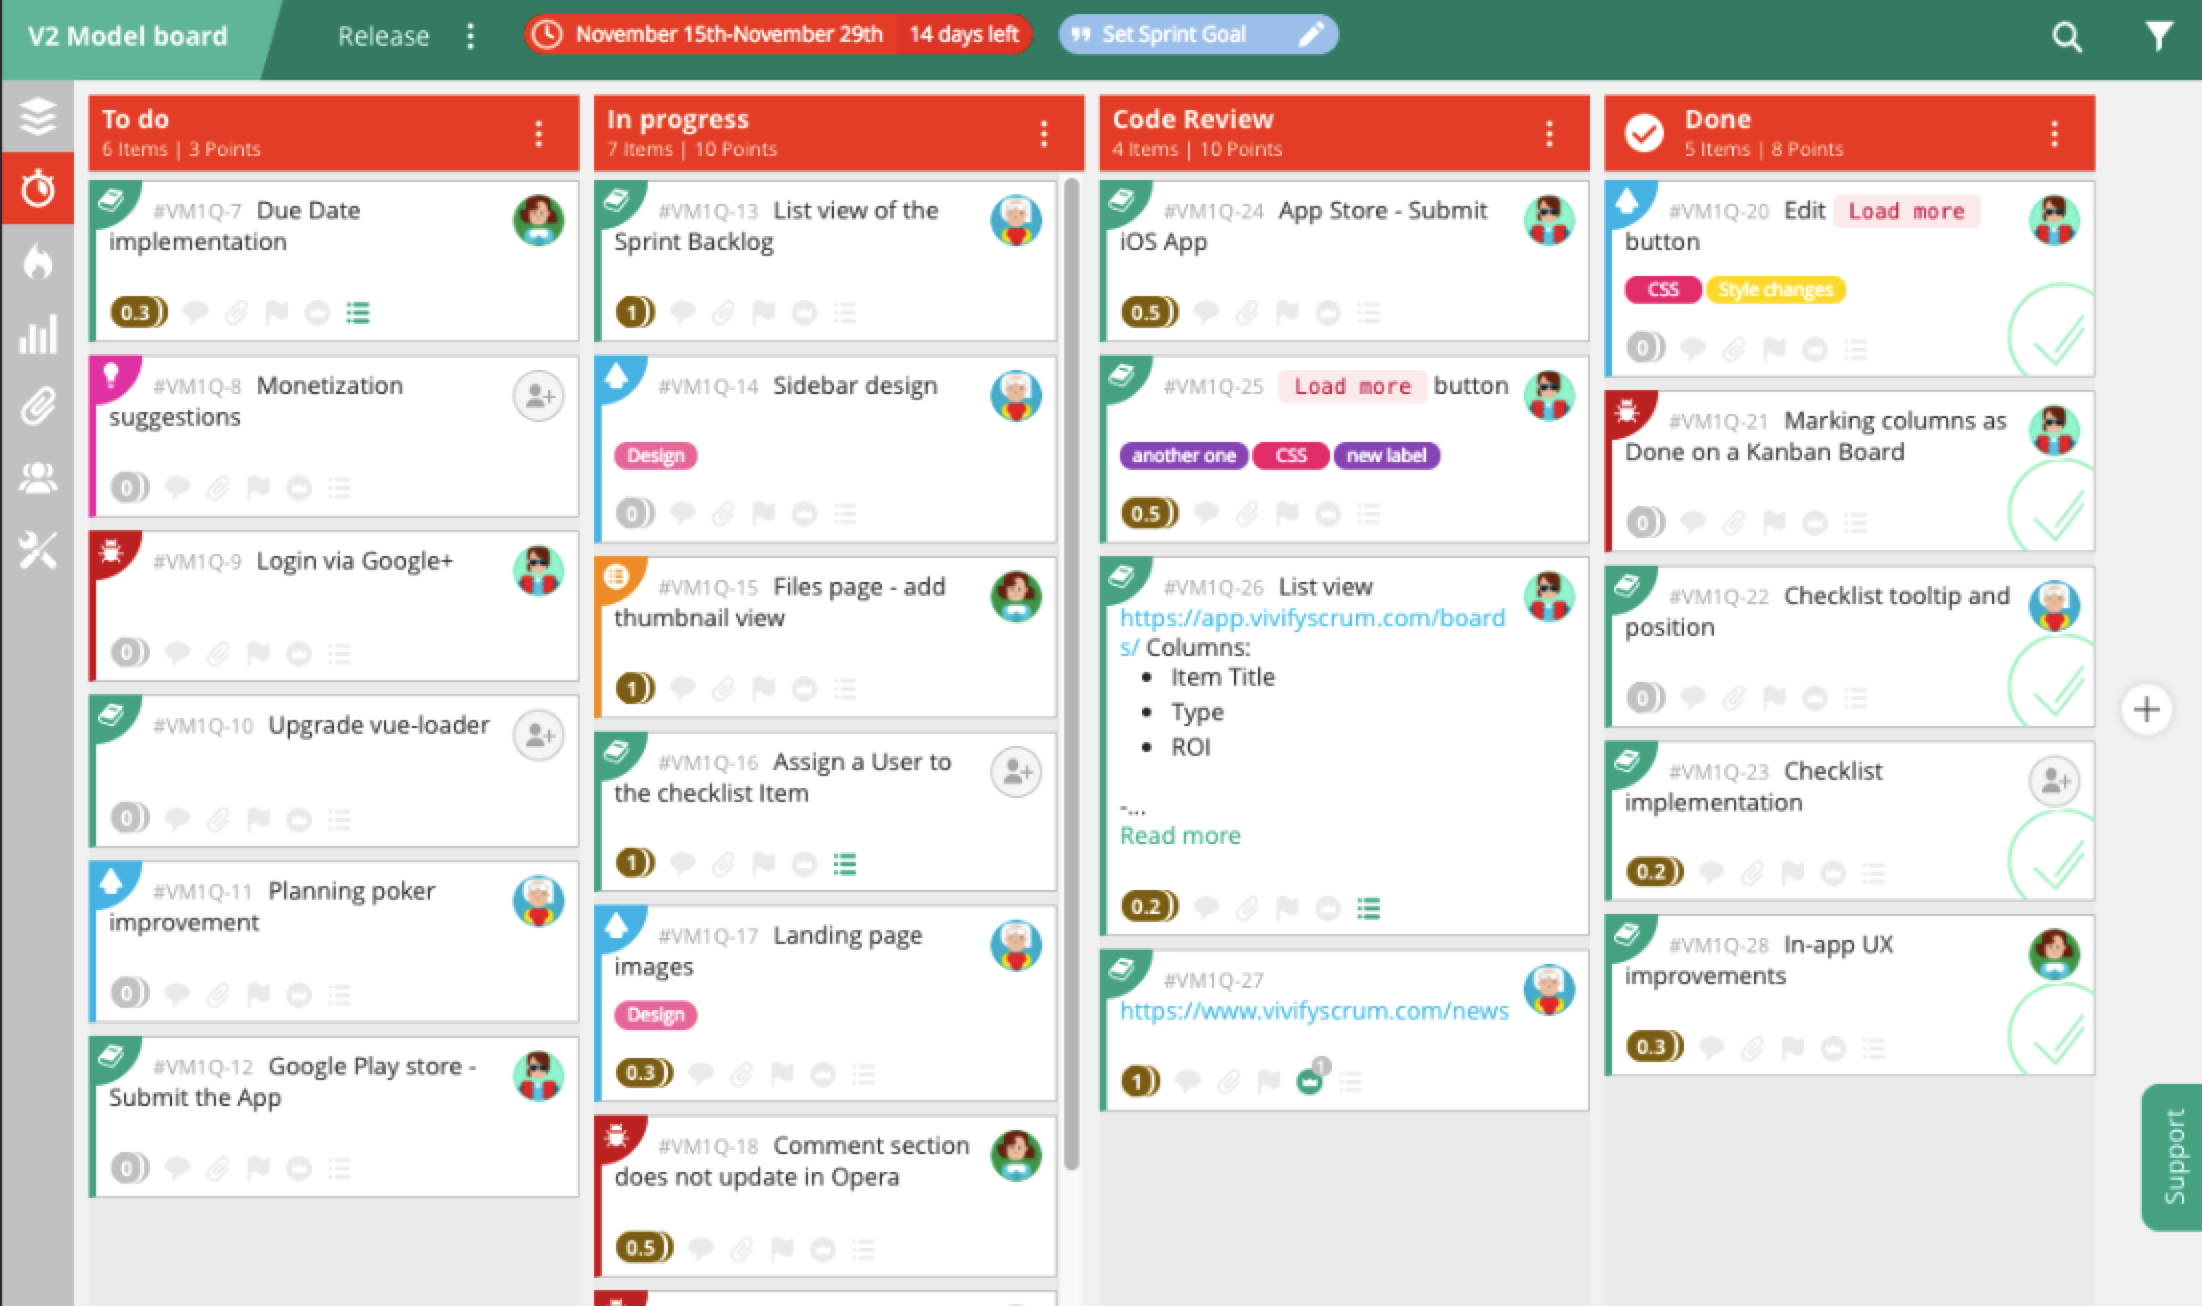 V2 Model board
Release
November 15th-November 29th 14 days left
Set Sprint Goal
To do
6 Items | 3 Points
#VM1Q-7 Due Date
implementation
0.3
#VM1Q-8 Monetization
suggestions
0
#VM1Q-9 Login via Google+
0
#VM1Q-10 Upgrade vue-loader
0
#VM1Q-11 Planning poker
improvement
0
#VM1Q-12 Google Play store -
Submit the App
0
In progress
7 Items | 10 Points
#VM1Q-13 List view of the
Sprint Backlog
1
#VM1Q-14 Sidebar design
Design
0
#VM1Q-15 Files page - add
thumbnail view
1
#VM1Q-16 Assign a User to
the checklist Item
1
#VM1Q-17 Landing page
images
Design
0.3
#VM1Q-18 Comment section
does not update in Opera
0.5
Code Review
4 Items | 10 Points
#VM1Q-24 App Store - Submit
iOS App
0.5
#VM1Q-25 Load more button
another one CSS new label
0.5
#VM1Q-26 List view
https://app.vivifyscrum.com/board
s/ Columns:
• Item Title
• Type
• ROI
-...
Read more
0.2
#VM1Q-27
https://www.vivifyscrum.com/news
1
1
Done
5 Items | 8 Points
#VM1Q-20 Edit Load more
button
CSS Style changes
0
#VM1Q-21 Marking columns as
Done on a Kanban Board
0
#VM1Q-22 Checklist tooltip and
position
0
#VM1Q-23 Checklist
implementation
0.2
#VM1Q-28 In-app UX
improvements
0.3
Support